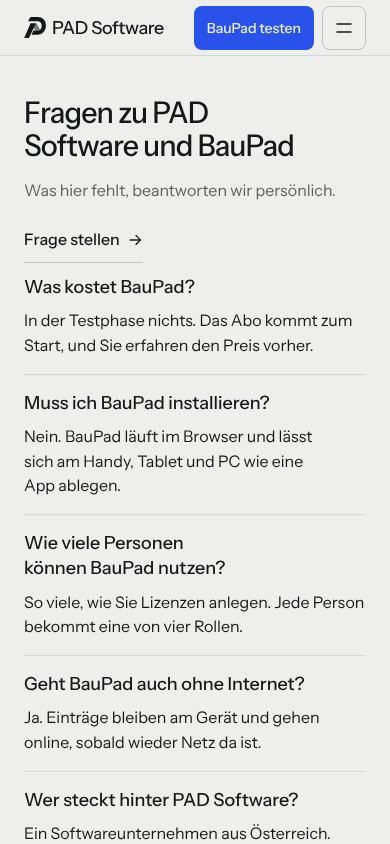 PAD Software
BauPad testen
Fragen zu PAD
Software und BauPad
Was hier fehlt, beantworten wir persönlich.
Frage stellen →
Was kostet BauPad?
In der Testphase nichts. Das Abo kommt zum
Start, und Sie erfahren den Preis vorher.
Muss ich BauPad installieren?
Nein. BauPad läuft im Browser und lässt
sich am Handy, Tablet und PC wie eine
App ablegen.
Wie viele Personen
können BauPad nutzen?
So viele, wie Sie Lizenzen anlegen. Jede Person
bekommt eine von vier Rollen.
Geht BauPad auch ohne Internet?
Ja. Einträge bleiben am Gerät und gehen
online, sobald wieder Netz da ist.
Wer steckt hinter PAD Software?
Ein Softwareunternehmen aus Österreich.